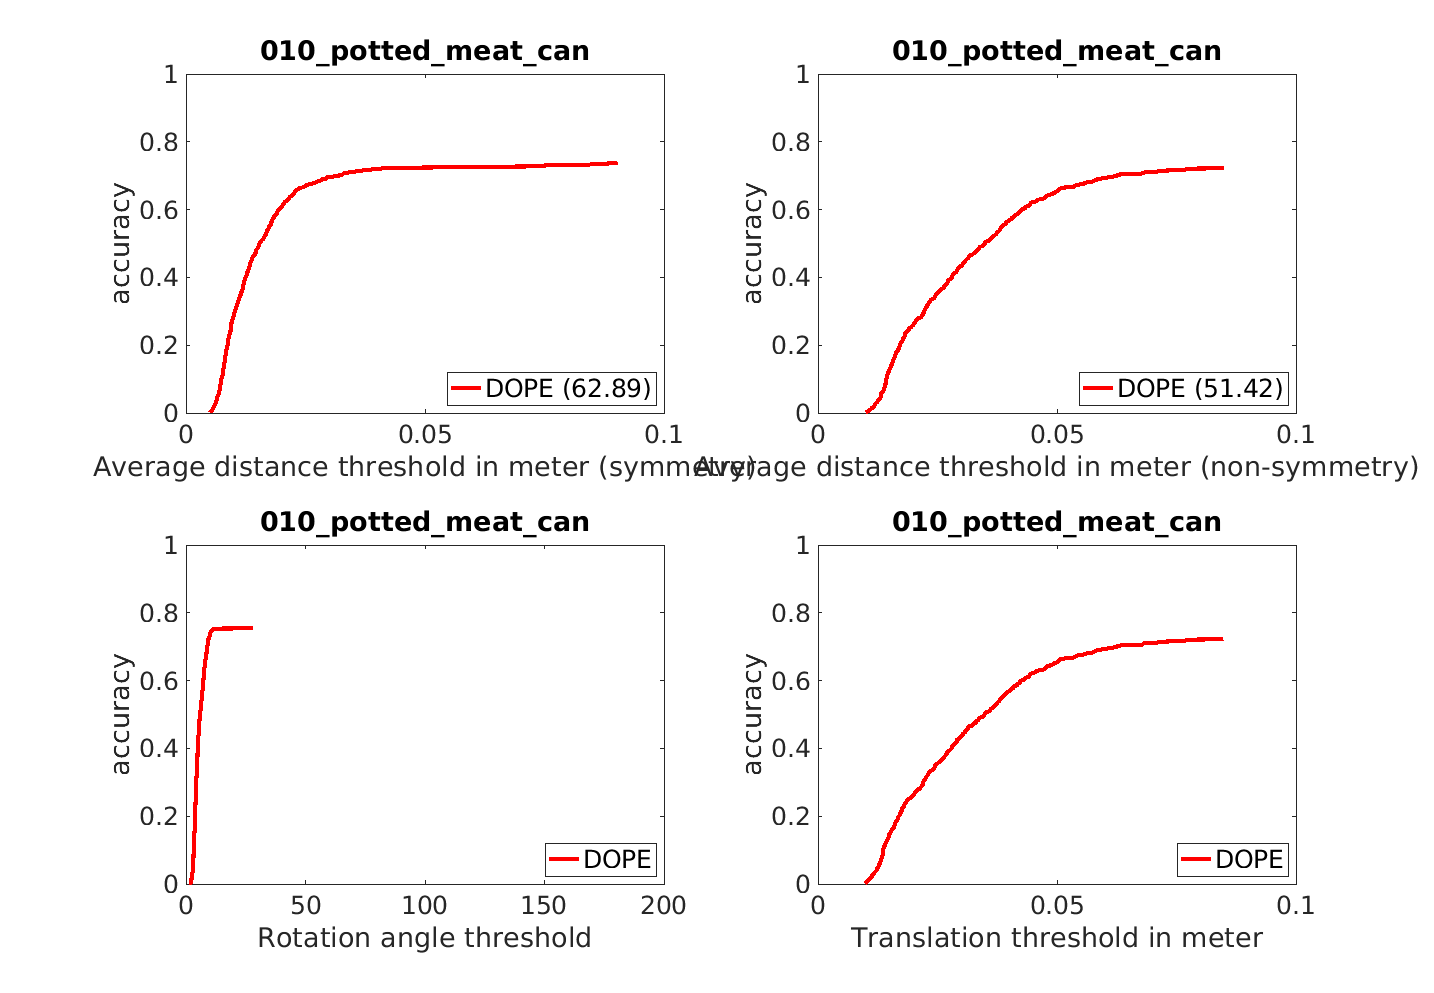 010_potted_meat_can
1
0.8
0.6
0.4
0.2
0
accuracy
DOPE (62.89)
0 0.05 0.1
Average distance threshold in meter (symmetry)
010_potted_meat_can
1
0.8
0.6
0.4
0.2
0
accuracy
DOPE (51.42)
0 0.05 0.1
Average distance threshold in meter (non-symmetry)
010_potted_meat_can
1
0.8
0.6
0.4
0.2
0
accuracy
DOPE
0 50 100 150 200
Rotation angle threshold
010_potted_meat_can
1
0.8
0.6
0.4
0.2
0
accuracy
DOPE
0 0.05 0.1
Translation threshold in meter